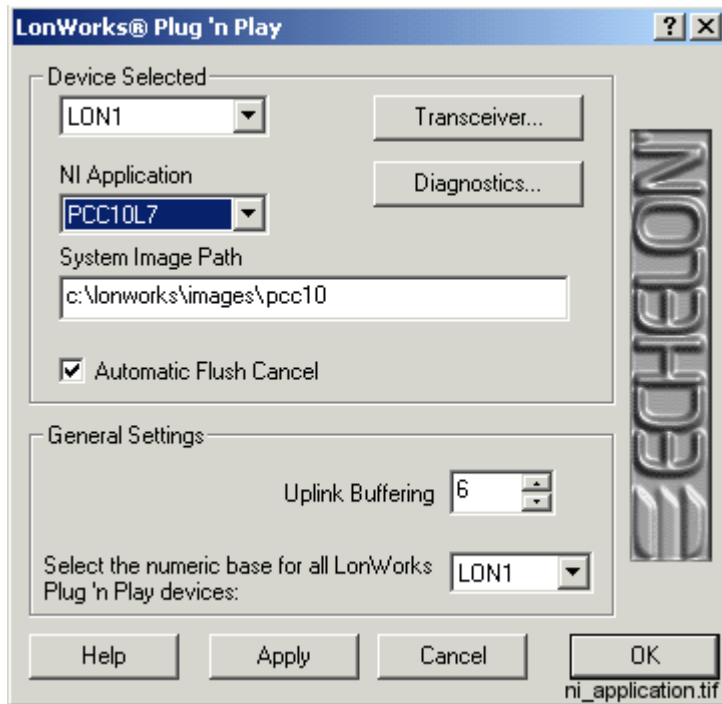 LonWorks® Plug 'n Play
Device Selected
LON1
Transceiver...
NI Application
Diagnostics...
PCC10L7
System Image Path
c:\lonworks\images\pcc10
Automatic Flush Cancel
ECHELON
General Settings
Uplink Buffering 6
Select the numeric base for all LonWorks
Plug 'n Play devices:
LON1
Help
Apply
Cancel
OK
ni_application.tif